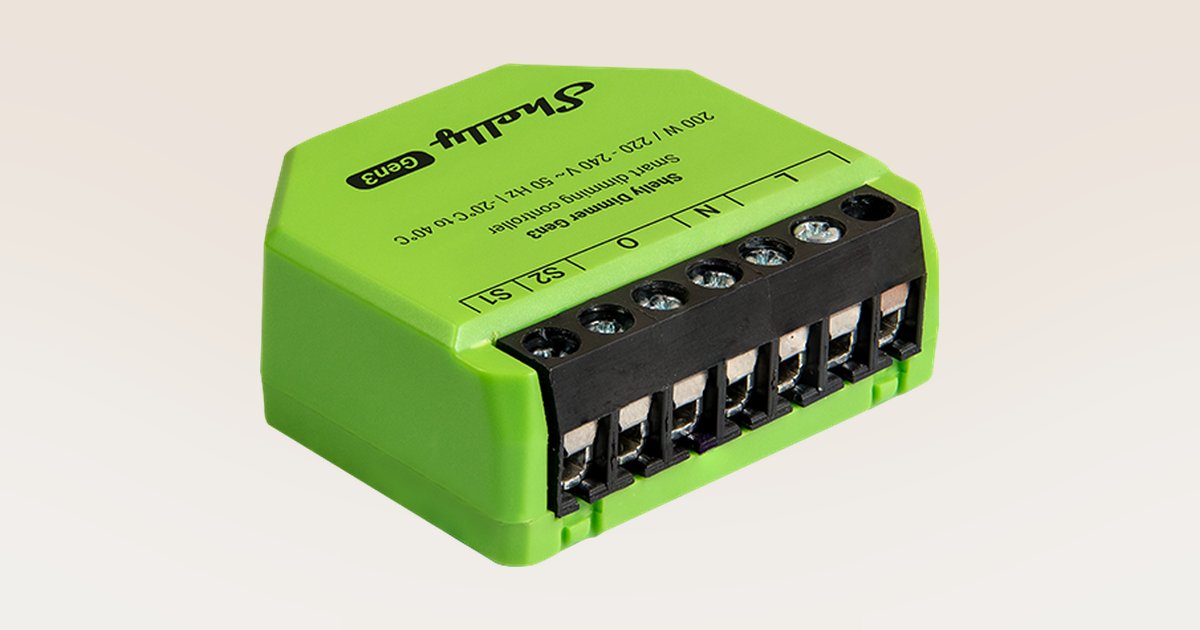 Shelly
Gen3
200 W / 220 - 240 V ~ 50 Hz | -20°C to 40°C
Smart dimming controller
Shelly Dimmer Gen3
S1 S2 O N L